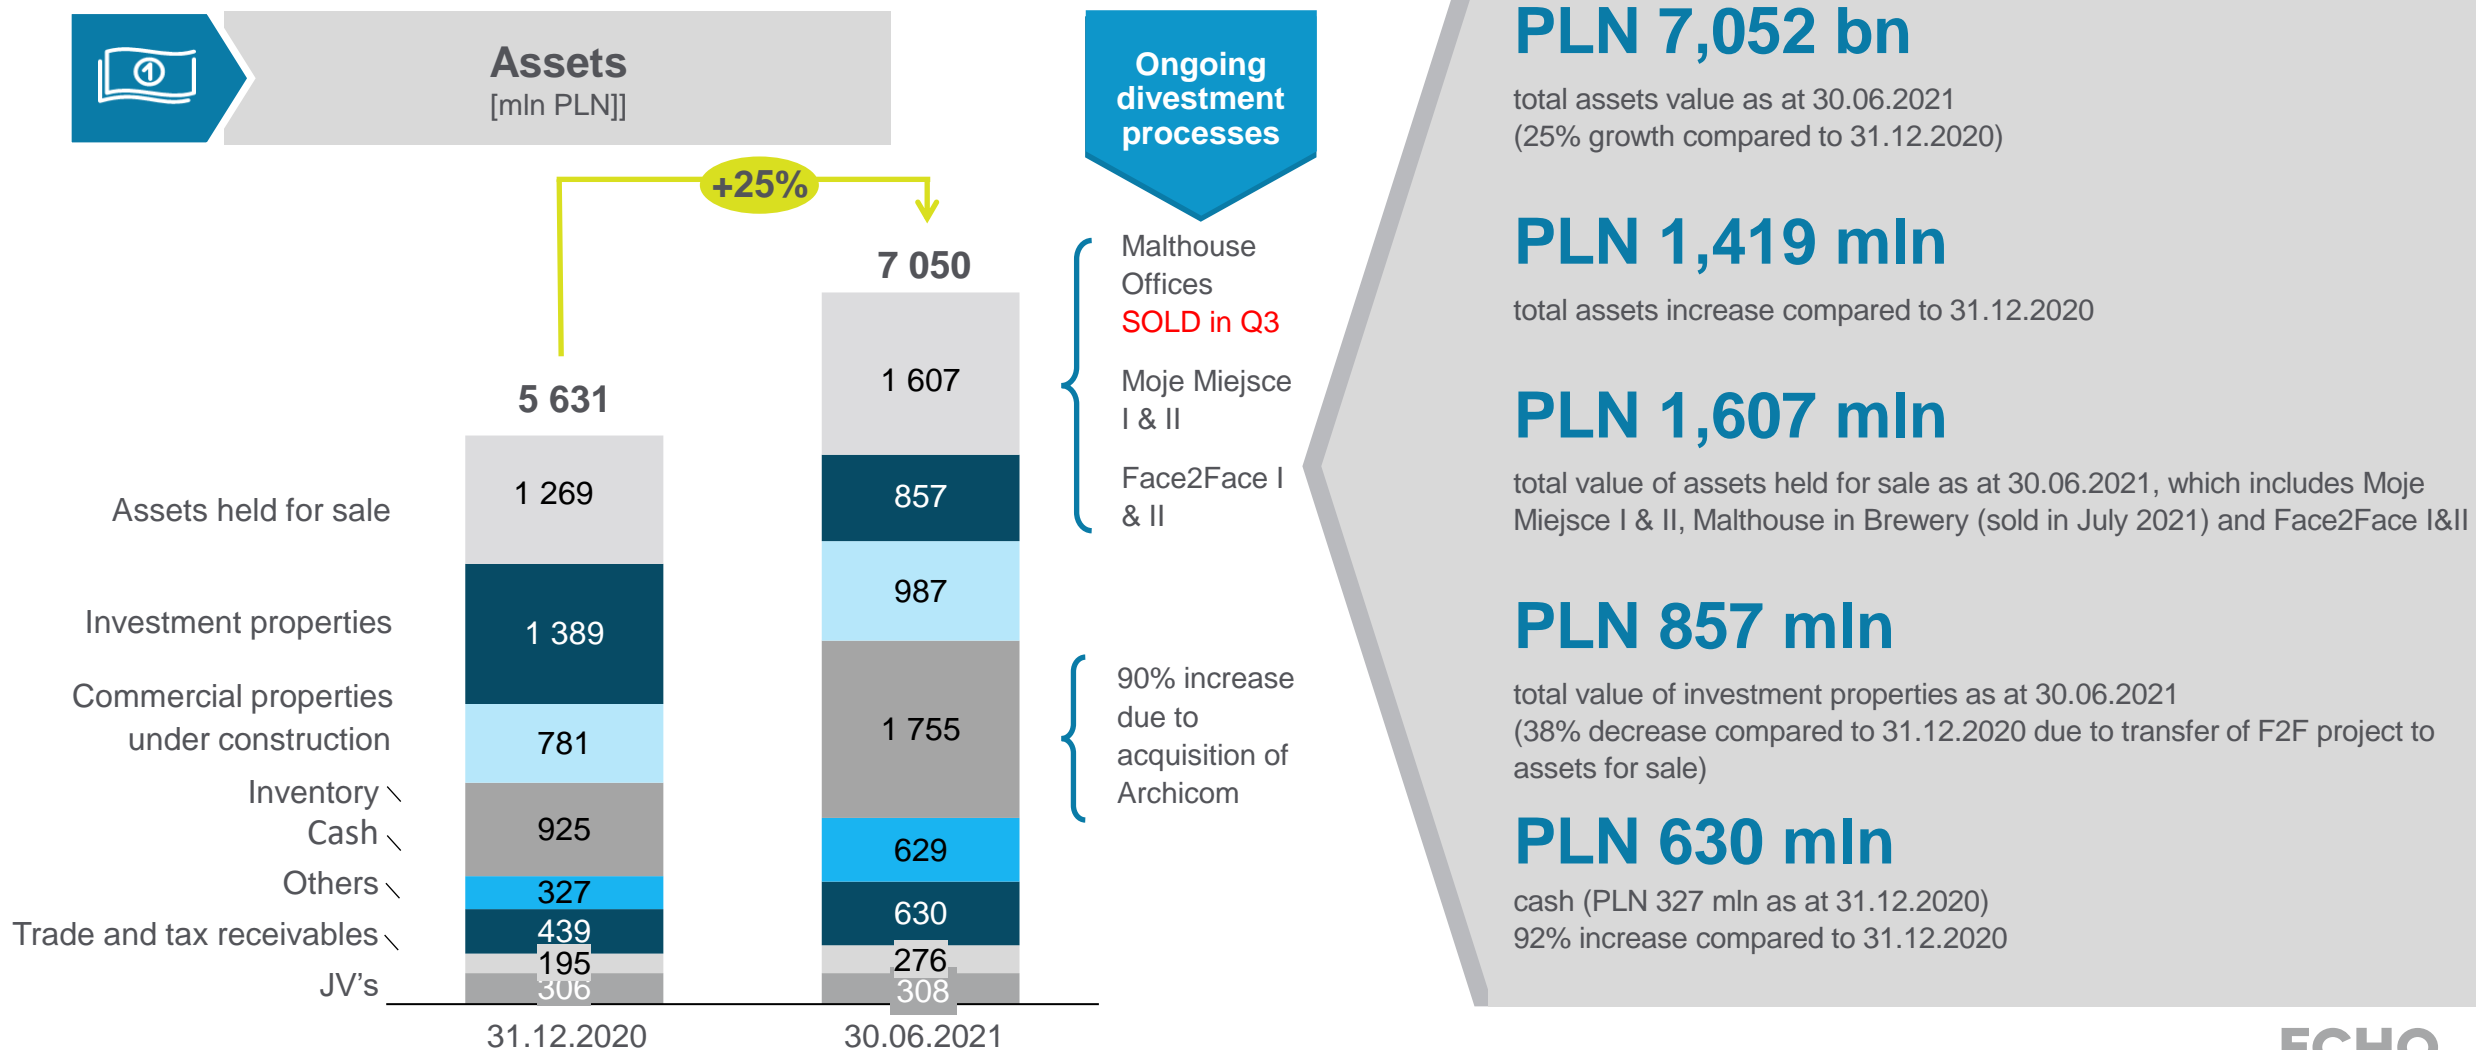 Assets
[mln PLN]]
+25%
5 631
7 050
Assets held for sale
Investment properties
Commercial properties
under construction
Inventory
Cash
Others
Trade and tax receivables
JV's
1 269
1 389
781
925
327
439
195
306
31.12.2020
1 607
857
987
1 755
629
630
276
308
30.06.2021
Ongoing
divestment
processes
Malthouse
Offices
SOLD in Q3
Moje Miejsce
I & II
Face2Face I
& II
90% increase
due to
acquisition of
Archicom
PLN 7,052 bn
total assets value as at 30.06.2021
(25% growth compared to 31.12.2020)
PLN 1,419 mln
total assets increase compared to 31.12.2020
PLN 1,607 mln
total value of assets held for sale as at 30.06.2021, which includes Moje
Miejsce I & II, Malthouse in Brewery (sold in July 2021) and Face2Face I&II
PLN 857 mln
total value of investment properties as at 30.06.2021
(38% decrease compared to 31.12.2020 due to transfer of F2F project to
assets for sale)
PLN 630 mln
cash (PLN 327 mln as at 31.12.2020)
92% increase compared to 31.12.2020
ECHO